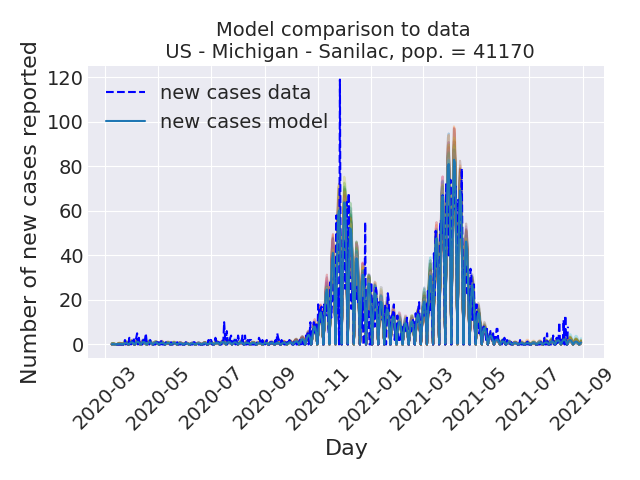 Model comparison to data
US - Michigan - Sanilac, pop. = 41170
Number of new cases reported
120
100
80
60
40
20
0
new cases data
new cases model
2020-03
2020-05
2020-07
2020-09
2020-11
2021-01
2021-03
2021-05
2021-07
2021-09
Day